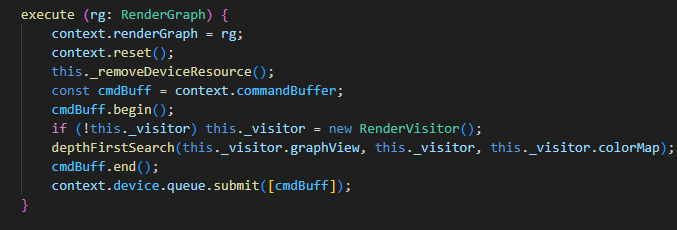 execute (rg: RenderGraph) {
    context.renderGraph = rg;
    context.reset();
    this._removeDeviceResource();
    const cmdBuff = context.commandBuffer;
    cmdBuff.begin();
    if (!this._visitor) this._visitor = new RenderVisitor();
    depthFirstSearch(this._visitor.graphView, this._visitor, this._visitor.colorMap);
    cmdBuff.end();
    context.device.queue.submit([cmdBuff]);
}